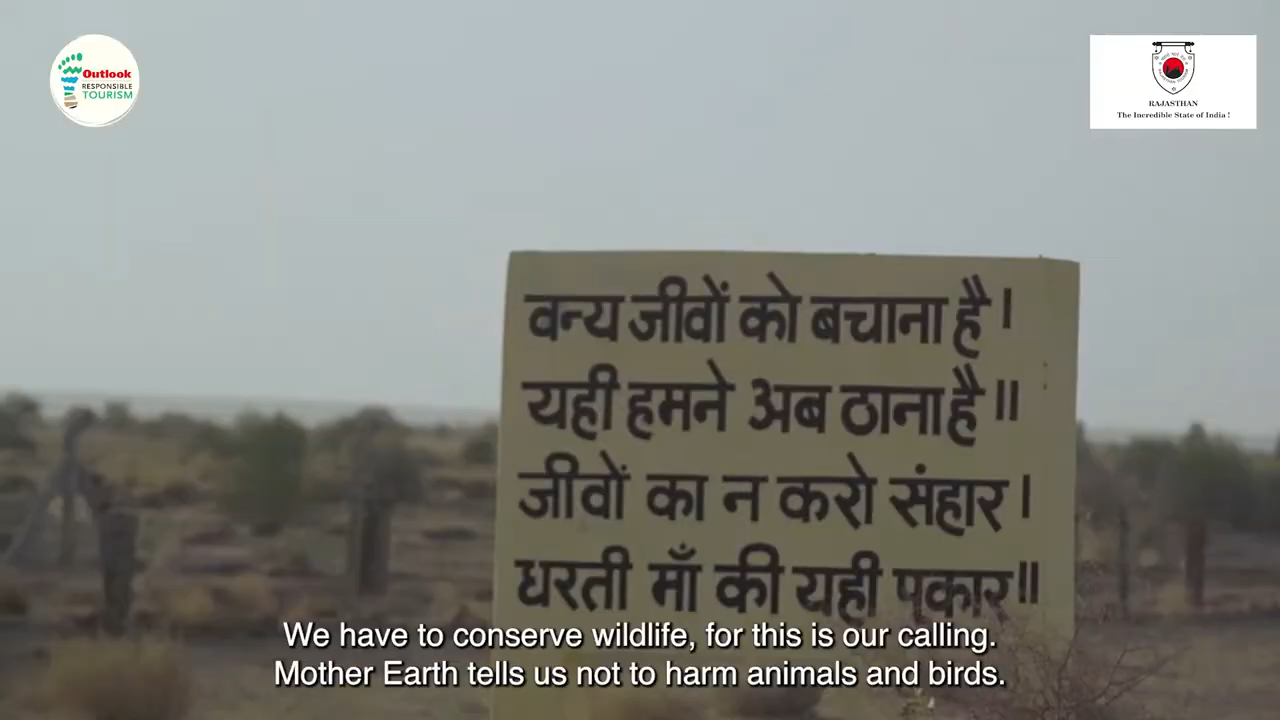 Outlook
RESPONSIBLE
TOURISM
RAJASTHAN
The Incredible State of India !
वन्य जीवों को बचाना है ।
यही हमने अब ठाना है ॥
जीवों का न करो संहार ।
धरती माँ की यही पुकार ॥
We have to conserve wildlife, for this is our calling.
Mother Earth tells us not to harm animals and birds.